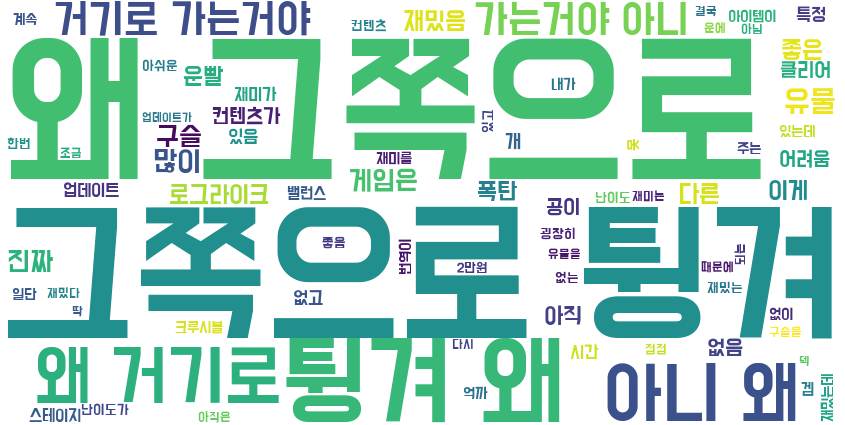 계속 거기로 가는거야 컨텐츠 재밌음 가는거야 아니 결국 운에 아이템이 아님 특정
왜 그쪽으로
아쉬운 운빨 재미가 내가 좋은 클리어
업데이트가 구슬 컨텐츠가 유물
한번 조금 많이 있음 재미를 있고 개 주는 있는데 어려움
업데이트 로그라이크 밸런스 게임은 폭탄 난이도 재미는 다른 이게
그쪽으로 튕겨
공이 굉장히 유물을 없는
진짜 좋음 번역이 2만원 때문에
일단 재밌다 딱 없고 아직 재밌는 없이
크루시블 구슬을
왜 거기로 튕겨 왜 다시 시간 점점 없음
아니 왜
억까 덱 겜
스테이지 난이도가 아직은 재밌는데